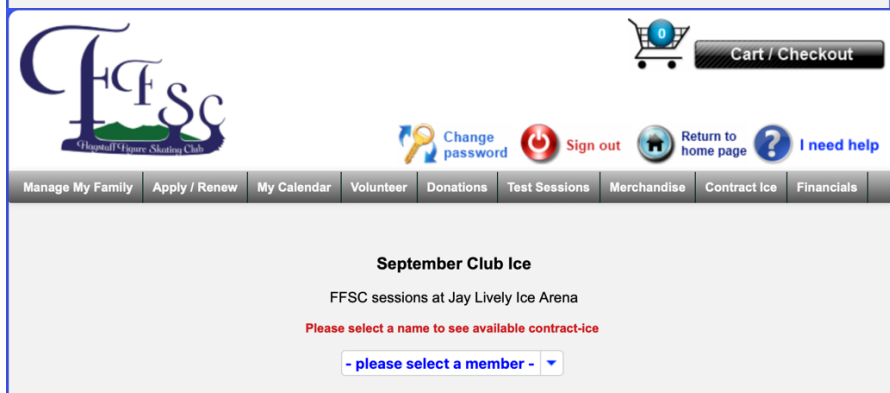 FFSC
Flagstaff Figure Skating Club
0
Cart / Checkout
Change password
Sign out
Return to home page
I need help
Manage My Family
Apply / Renew
My Calendar
Volunteer
Donations
Test Sessions
Merchandise
Contract Ice
Financials
September Club Ice
FFSC sessions at Jay Lively Ice Arena
Please select a name to see available contract-ice
- please select a member -